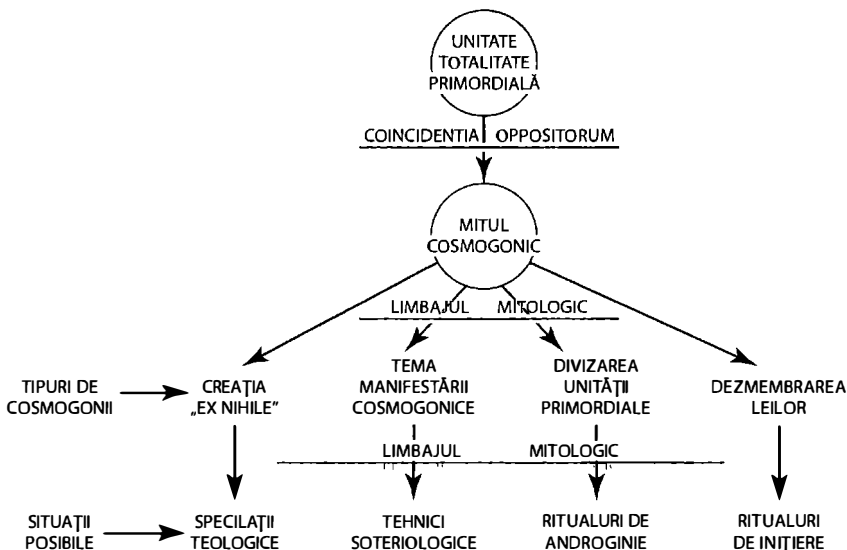 UNITATE
TOTALITATE
PRIMORDIALĂ
COINCIDENTIA OPPOSITORUM
MITUL
COSMOGONIC
LIMBAJUL MITOLOGIC
TIPURI DE
COSMOGONII
CREAȚIA
„EX NIHILE”
TEMA
MANIFESTĂRII
COSMOGONICE
DIVIZAREA
UNITĂȚII
PRIMORDIALE
DEZMEMBRAREA
LEILOR
LIMBAJUL MITOLOGIC
SITUAȚII
POSIBILE
SPECILAȚII
TEOLOGICE
TEHNICI
SOTERIOLOGICE
RITUALURI DE
ANDROGINIE
RITUALURI
DE INIȚIERE